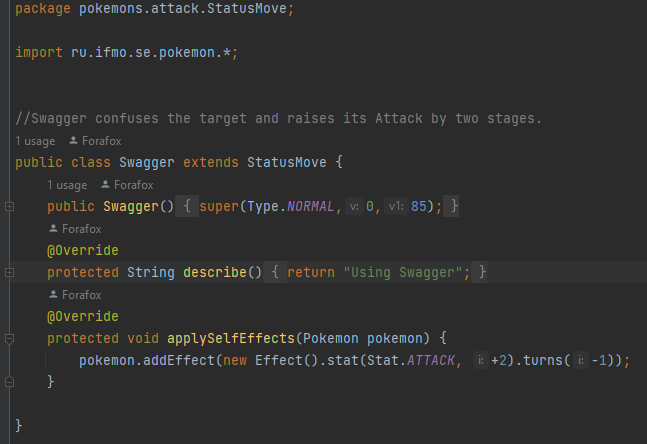 package pokemons.attack.StatusMove;
import ru.ifmo.se.pokemon.*;
//Swagger confuses the target and raises its Attack by two stages.
1 usage Forafox
public class Swagger extends StatusMove {
1 usage Forafox
public Swagger() { super(Type.NORMAL, v: 0, v1: 85); }
Forafox
@Override
protected String describe() { return "Using Swagger"; }
Forafox
@Override
protected void applySelfEffects(Pokemon pokemon) {
pokemon.addEffect(new Effect().stat(Stat.ATTACK, i: +2).turns( i: -1));
}
}